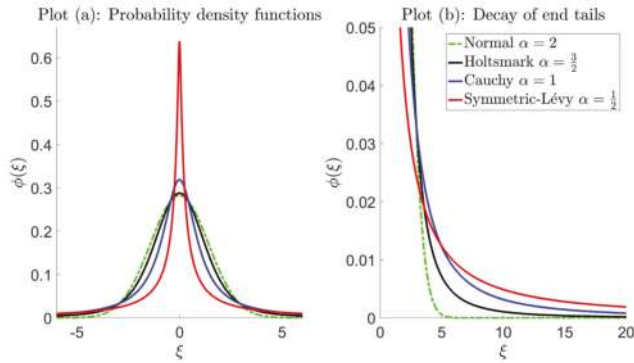 Plot (a): Probability density functions
0.6
0.5
0.4
0.3
0.2
0.1
0
-5
0
5
ϕ(ξ)
ξ
Plot (b): Decay of end tails
0.05
0.04
0.03
0.02
0.01
0
0
5
10
15
20
ϕ(ξ)
ξ
Normal α = 2
Holtsmark α = 3/2
Cauchy α = 1
Symmetric-Lévy α = 1/2